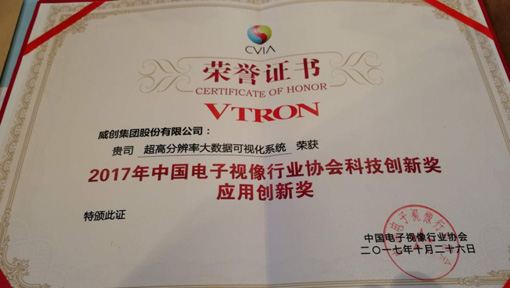 CVIA
荣誉证书
CERTIFICATE OF HONOR
VTRON
威创集团股份有限公司：
贵司 超高分辨率大数据可视化系统 荣获
2017年中国电子视像行业协会科技创新奖
应用创新奖
特颁此证
中国电子视像行业协会
二〇一七年十月二十六日